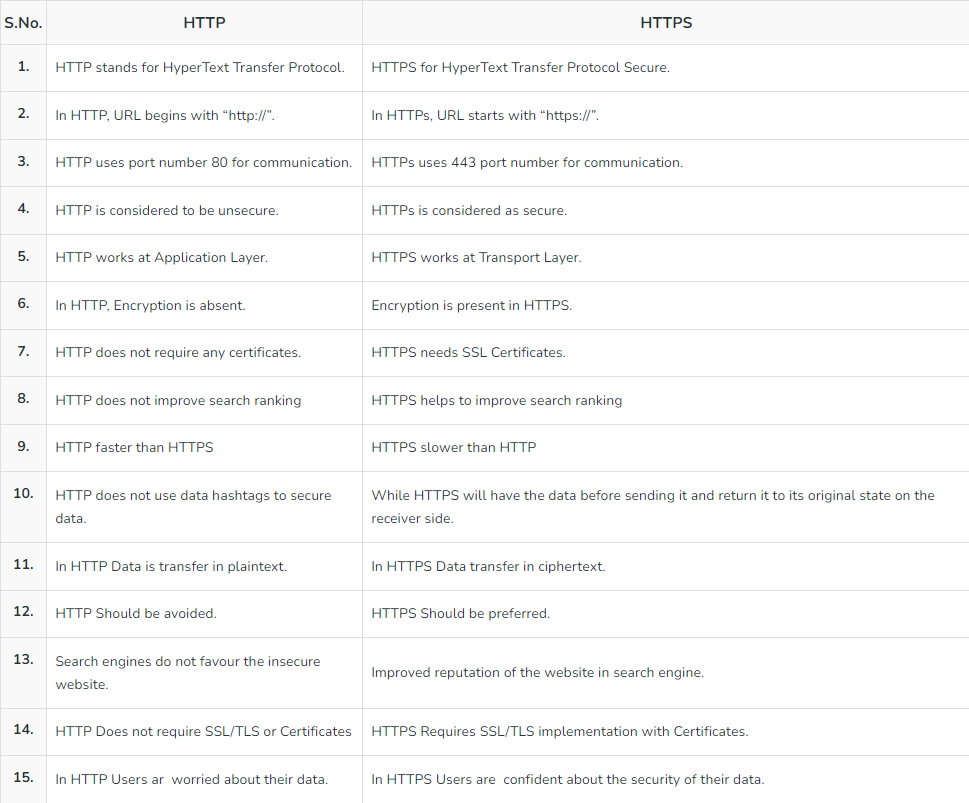 S.No. HTTP HTTPS
1. HTTP stands for HyperText Transfer Protocol. HTTPS for HyperText Transfer Protocol Secure.
2. In HTTP, URL begins with “http://”. In HTTPs, URL starts with “https://”.
3. HTTP uses port number 80 for communication. HTTPs uses 443 port number for communication.
4. HTTP is considered to be unsecure. HTTPs is considered as secure.
5. HTTP works at Application Layer. HTTPS works at Transport Layer.
6. In HTTP, Encryption is absent. Encryption is present in HTTPS.
7. HTTP does not require any certificates. HTTPS needs SSL Certificates.
8. HTTP does not improve search ranking HTTPS helps to improve search ranking
9. HTTP faster than HTTPS HTTPS slower than HTTP
10. HTTP does not use data hashtags to secure
data.
While HTTPS will have the data before sending it and return it to its original state on the
receiver side.
11. In HTTP Data is transfer in plaintext. In HTTPS Data transfer in ciphertext.
12. HTTP Should be avoided. HTTPS Should be preferred.
13. Search engines do not favour the insecure
website.
Improved reputation of the website in search engine.
14. HTTP Does not require SSL/TLS or Certificates HTTPS Requires SSL/TLS implementation with Certificates.
15. In HTTP Users ar  worried about their data. In HTTPS Users are  confident about the security of their data.